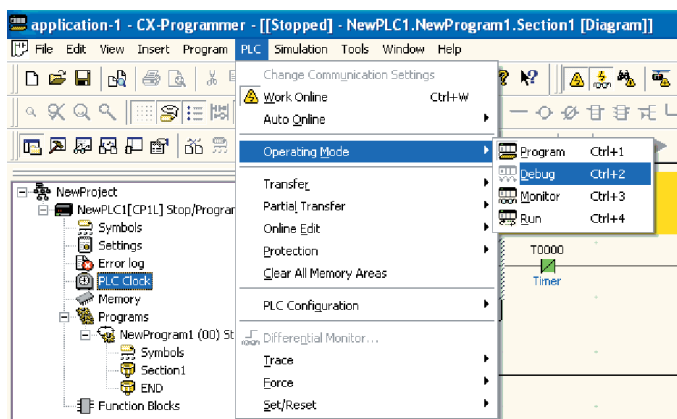 application-1 - CX-Programmer - [[Stopped] - NewPLC1.NewProgram1.Section1 [Diagram]]
File Edit View Insert Program PLC Simulation Tools Window Help
Change Communication Settings
Work Online Ctrl+W
Auto Online
Operating Mode
Program Ctrl+1
Debug Ctrl+2
Monitor Ctrl+3
Run Ctrl+4
Transfer
Partial Transfer
Online Edit
Protection
Clear All Memory Areas
PLC Configuration
Differential Monitor...
Trace
Force
Set/Reset
NewProject
NewPLC1[CP1L] Stop/Prograr
Symbols
Settings
Error log
PLC Clock
Memory
Programs
NewProgram1 (00) St
Symbols
Section1
END
Function Blocks
T0000
Timer